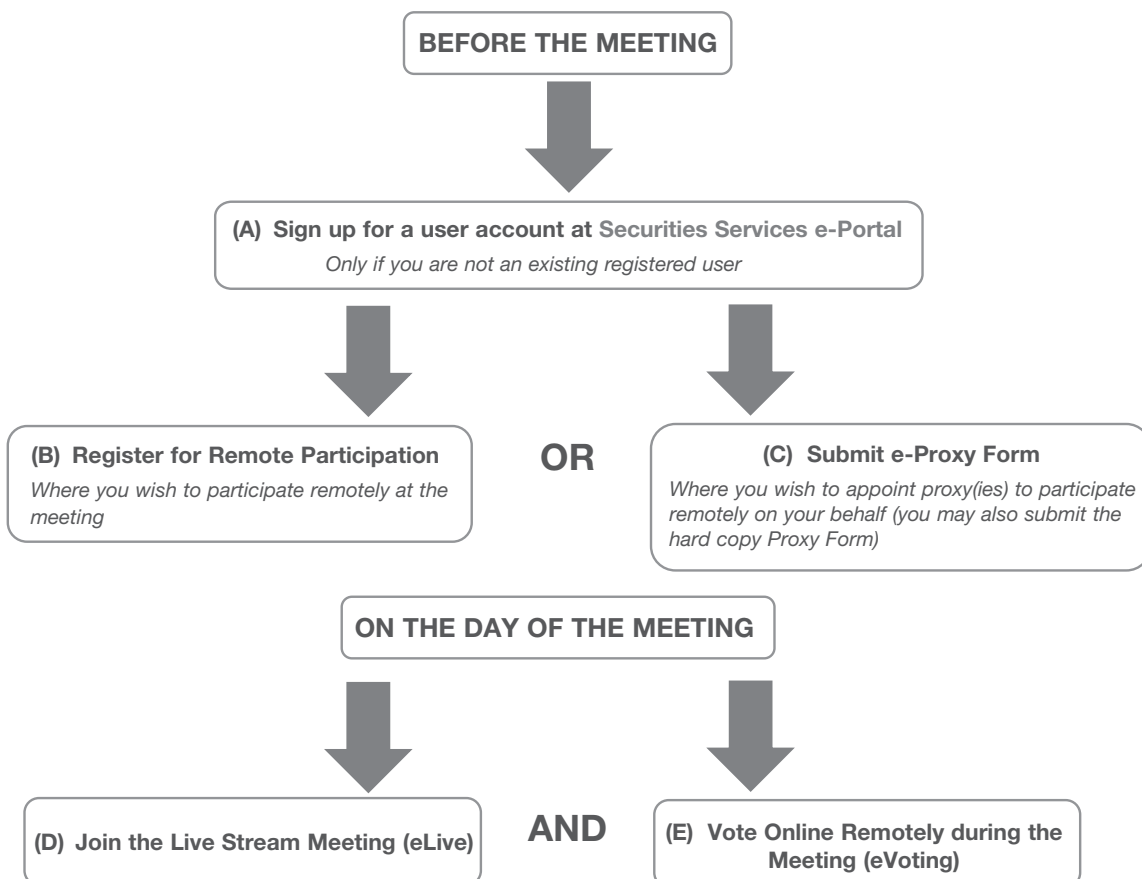 BEFORE THE MEETING
(A) Sign up for a user account at Securities Services e-Portal
Only if you are not an existing registered user
(B) Register for Remote Participation
Where you wish to participate remotely at the
meeting
OR
(C) Submit e-Proxy Form
Where you wish to appoint proxy(ies) to participate
remotely on your behalf (you may also submit the
hard copy Proxy Form)
ON THE DAY OF THE MEETING
(D) Join the Live Stream Meeting (eLive)
AND
(E) Vote Online Remotely during the
Meeting (eVoting)